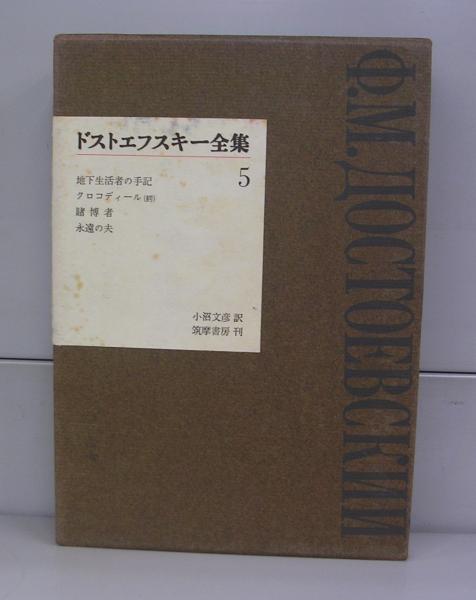 ドストエフスキー全集
5
地下生活者の手記
クロコディール(鰐)
賭博者
永遠の夫
小沼文彦 訳
筑摩書房 刊
Ф.М.ДОСТОЕВСКИЙ